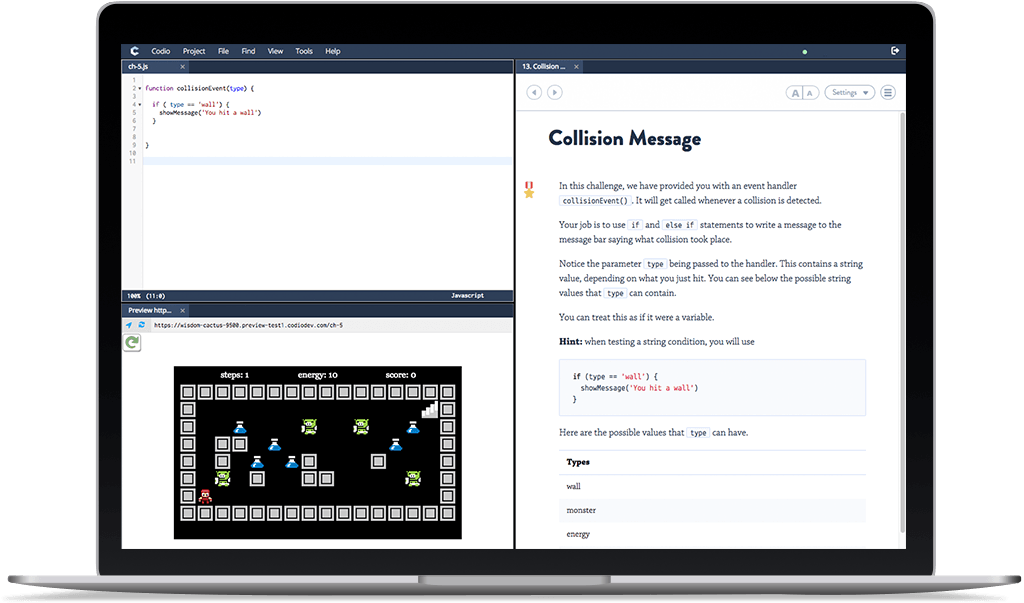 Codio Project File Find View Tools Help
ch-5.js ×
1
2 function collisionEvent(type) {
3
4 if ( type == 'wall') {
5 showMessage('You hit a wall')
6 }
7
8
9 }
10
11
100% (11:0) Javascript
Preview http... ×
https://wisdom-cactus-9500.preview-test1.codiodev.com/ch-5
steps: 1 energy: 10 score: 0
13. Collision ... ×
A A Settings
Collision Message
In this challenge, we have provided you with an event handler
collisionEvent() . It will get called whenever a collision is detected.
Your job is to use if and else if statements to write a message to the
message bar saying what collision took place.
Notice the parameter type being passed to the handler. This contains a string
value, depending on what you just hit. You can see below the possible string
values that type can contain.
You can treat this as if it were a variable.
Hint: when testing a string condition, you will use
if (type == 'wall') {
showMessage('You hit a wall')
}
Here are the possible values that type can have.
Types
wall
monster
energy